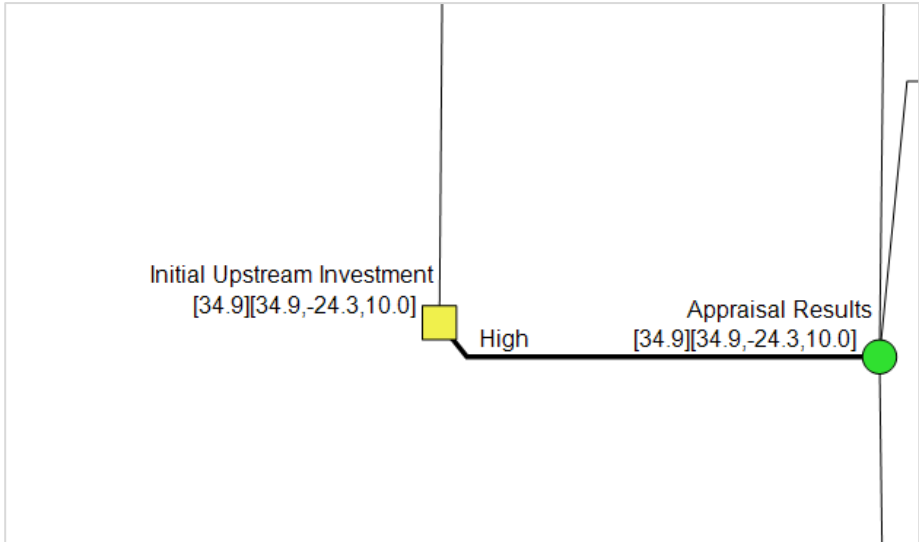 Initial Upstream Investment
[34.9][34.9,-24.3,10.0]
High
Appraisal Results
[34.9][34.9,-24.3,10.0]